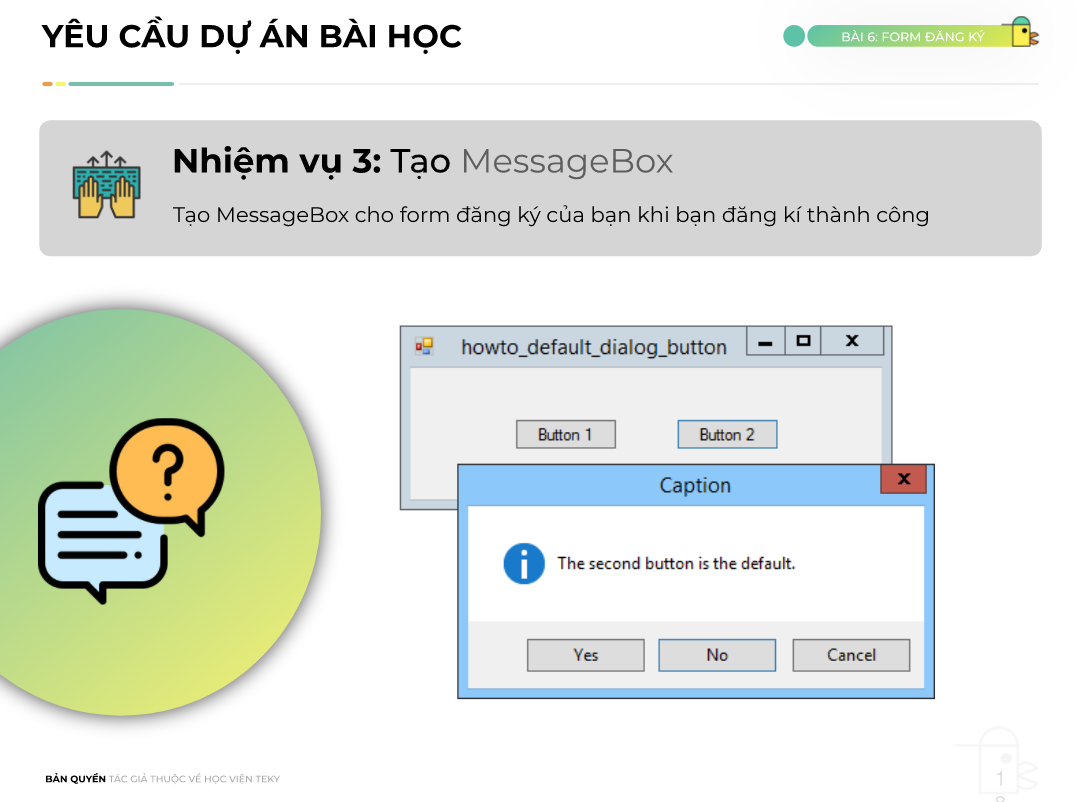 YÊU CẦU DỰ ÁN BÀI HỌC
BÀI 6: FORM ĐĂNG KÝ
Nhiệm vụ 3: Tạo MessageBox
Tạo MessageBox cho form đăng ký của bạn khi bạn đăng kí thành công
howto_default_dialog_button
Button 1
Button 2
Caption
The second button is the default.
Yes
No
Cancel
BẢN QUYỀN TÁC GIẢ THUỘC VỀ HỌC VIỆN TEKY
1